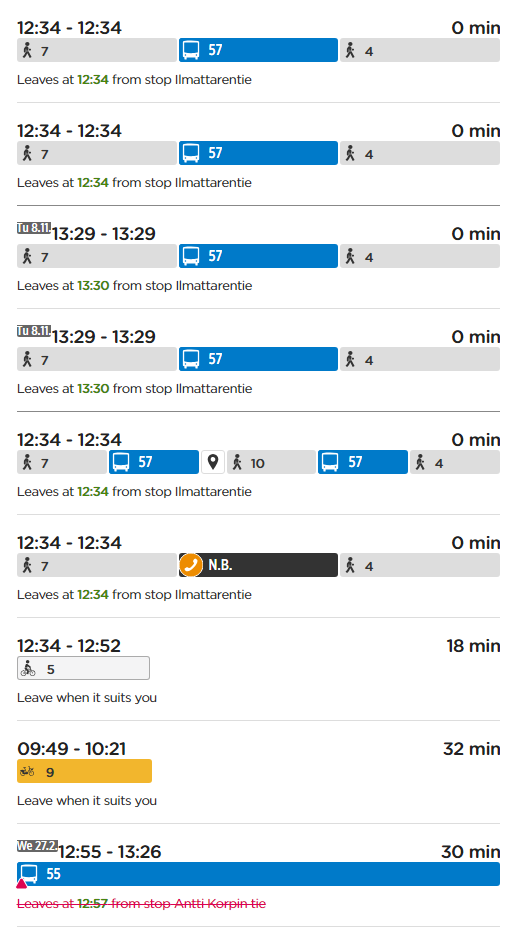 12:34 - 12:34 0 min
7 57 4
Leaves at 12:34 from stop Ilmattarentie
12:34 - 12:34 0 min
7 57 4
Leaves at 12:34 from stop Ilmattarentie
Tu 8.11. 13:29 - 13:29 0 min
7 57 4
Leaves at 13:30 from stop Ilmattarentie
Tu 8.11. 13:29 - 13:29 0 min
7 57 4
Leaves at 13:30 from stop Ilmattarentie
12:34 - 12:34 0 min
7 57 10 57 4
Leaves at 12:34 from stop Ilmattarentie
12:34 - 12:34 0 min
7 N.B. 4
Leaves at 12:34 from stop Ilmattarentie
12:34 - 12:52 18 min
5
Leave when it suits you
09:49 - 10:21 32 min
9
Leave when it suits you
We 27.2. 12:55 - 13:26 30 min
55
Leaves at 12:57 from stop Antti Korpin tie